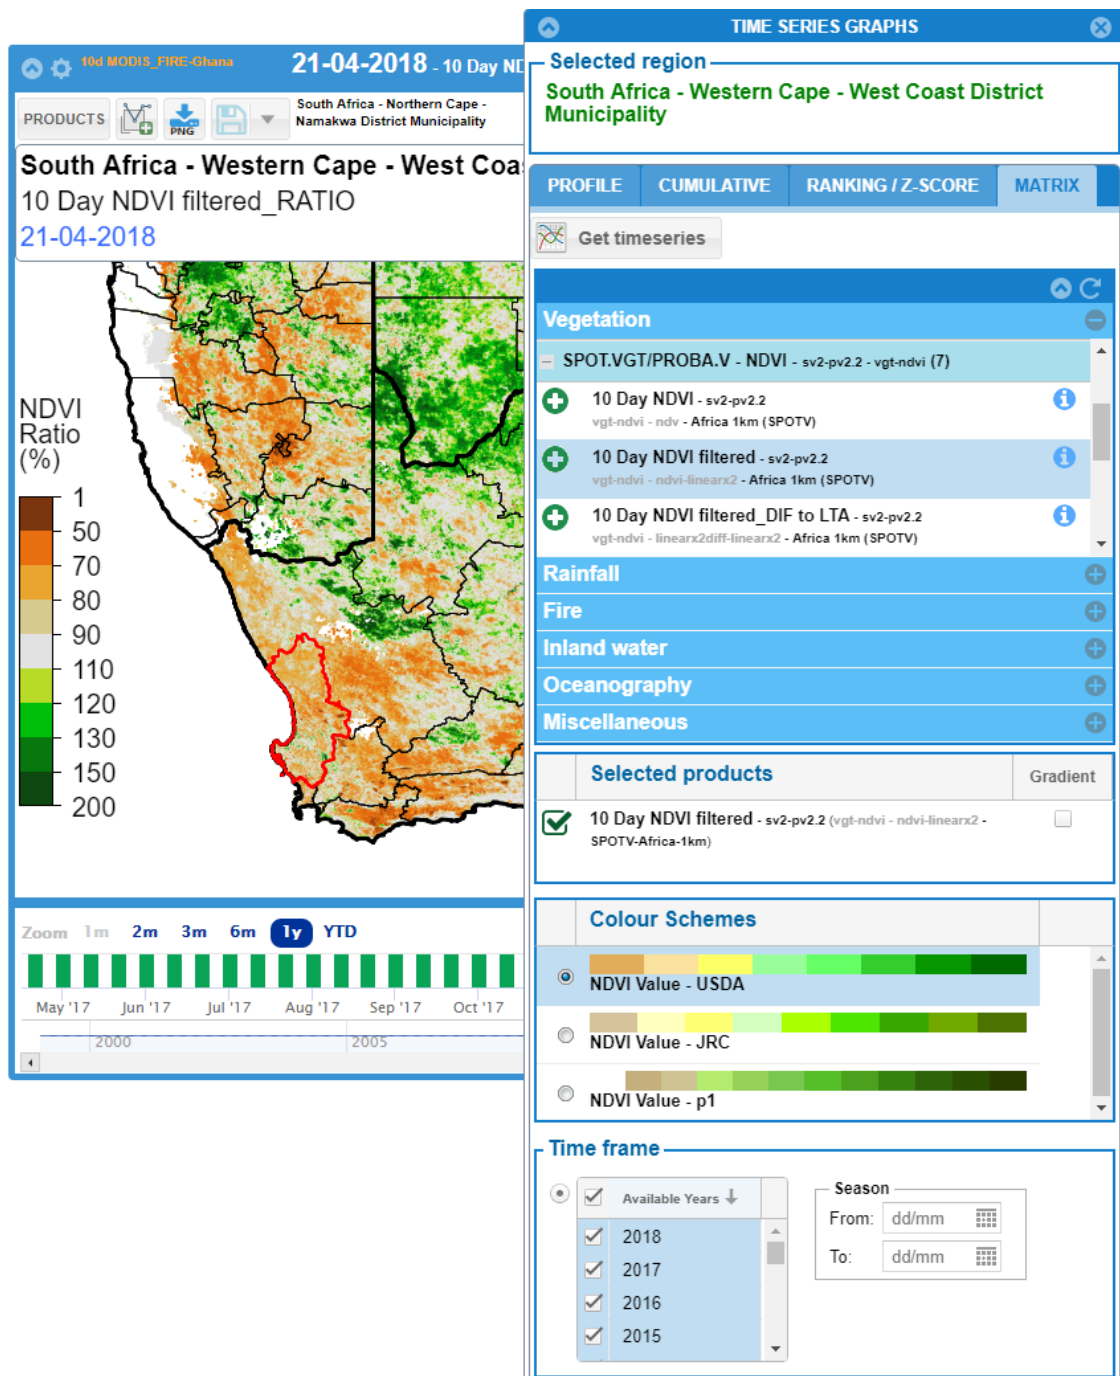 10d MODIS_FIRE-Ghana
21-04-2018 - 10 Day ND
PRODUCTS
PNG
South Africa - Northern Cape -
Namakwa District Municipality
South Africa - Western Cape - West Coa
10 Day NDVI filtered_RATIO
21-04-2018
NDVI
Ratio
(%)
1
50
70
80
90
110
120
130
150
200
Zoom 1m 2m 3m 6m 1y YTD
May '17 Jun '17 Jul '17 Aug '17 Sep '17 Oct '17
2000 2005
TIME SERIES GRAPHS
Selected region
South Africa - Western Cape - West Coast District
Municipality
PROFILE CUMULATIVE RANKING / Z-SCORE MATRIX
Get timeseries
Vegetation
SPOT.VGT/PROBA.V - NDVI - sv2-pv2.2 - vgt-ndvi (7)
10 Day NDVI - sv2-pv2.2
vgt-ndvi - ndv - Africa 1km (SPOTV)
10 Day NDVI filtered - sv2-pv2.2
vgt-ndvi - ndvi-linearx2 - Africa 1km (SPOTV)
10 Day NDVI filtered_DIF to LTA - sv2-pv2.2
vgt-ndvi - linearx2diff-linearx2 - Africa 1km (SPOTV)
Rainfall
Fire
Inland water
Oceanography
Miscellaneous
Selected products Gradient
10 Day NDVI filtered - sv2-pv2.2 (vgt-ndvi - ndvi-linearx2 -
SPOTV-Africa-1km)
Colour Schemes
NDVI Value - USDA
NDVI Value - JRC
NDVI Value - p1
Time frame
Available Years
2018
2017
2016
2015
Season
From: dd/mm
To: dd/mm